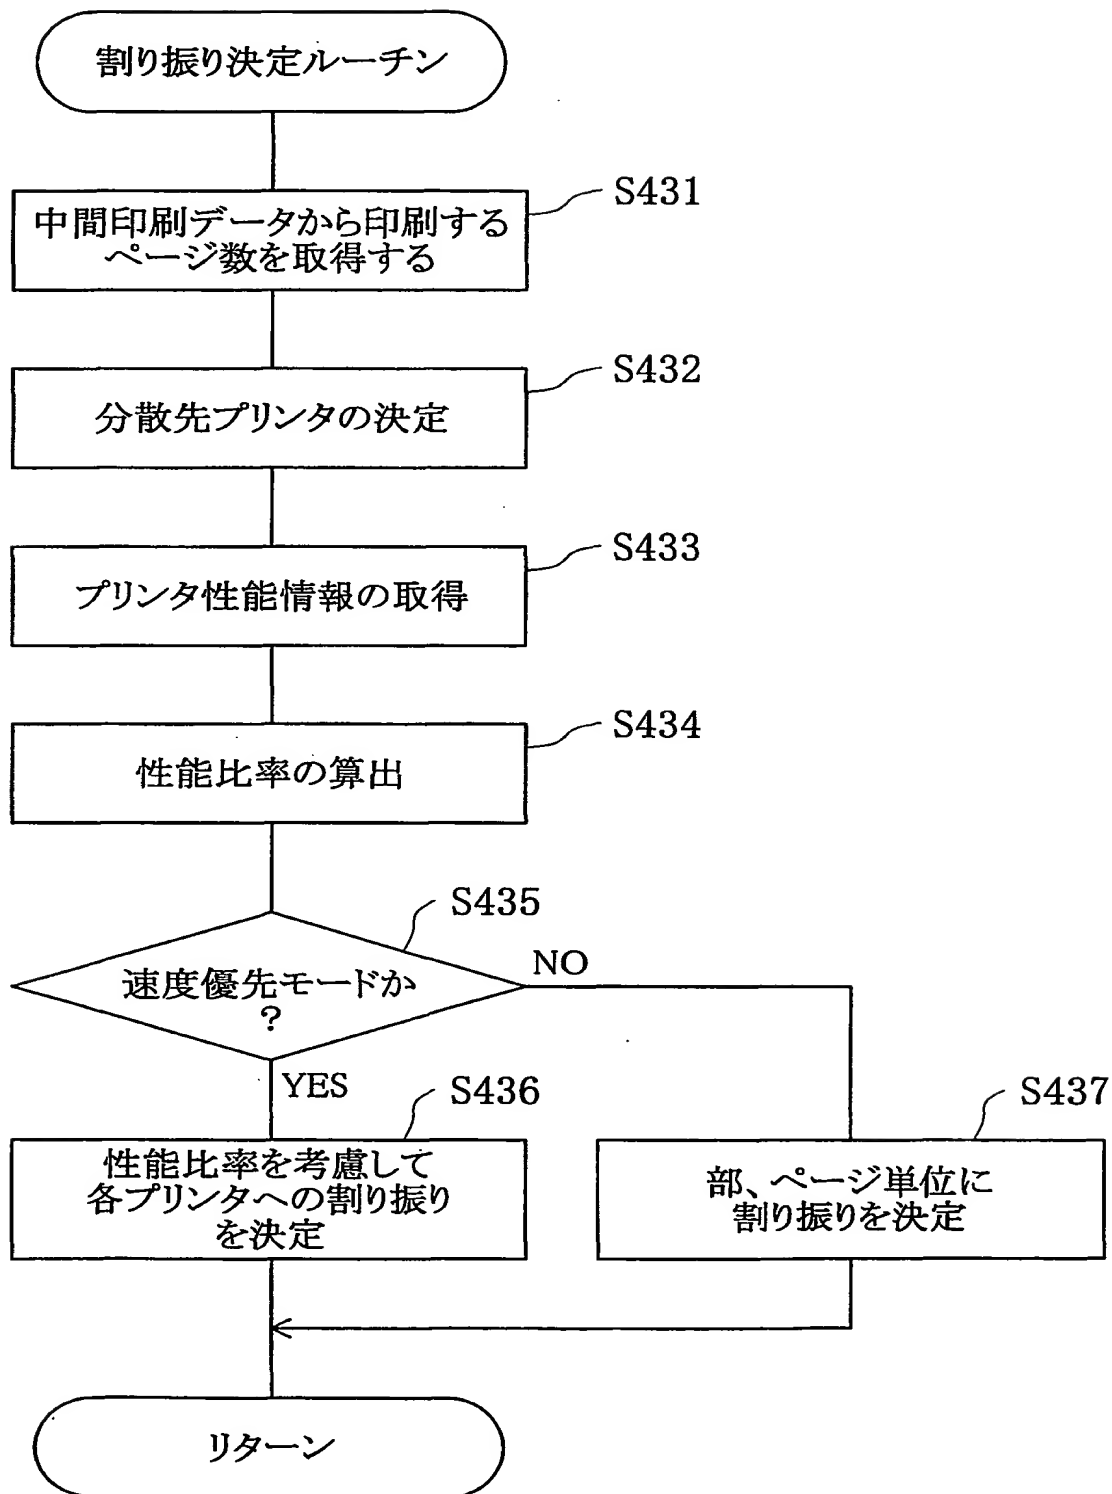 割り振り決定ルーチン
S431
中間印刷データから印刷する
ページ数を取得する
S432
分散先プリンタの決定
S433
プリンタ性能情報の取得
S434
性能比率の算出
S435
速度優先モードか
？
NO
YES
S436
性能比率を考慮して
各プリンタへの割り振り
を決定
S437
部、ページ単位に
割り振りを決定
リターン